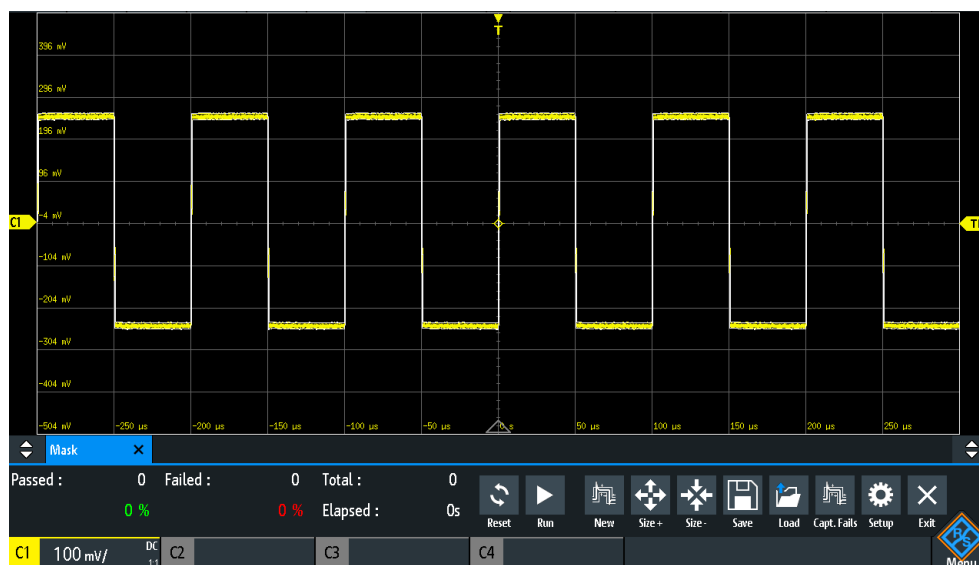 T
396 mV
296 mV
196 mV
96 mV
C1
-4 mV
-104 mV
-204 mV
-304 mV
-404 mV
-504 mV
-250 µs
-200 µs
-150 µs
-100 µs
-50 µs
0 s
50 µs
100 µs
150 µs
200 µs
250 µs
Mask
Passed : 0 Failed : 0 Total : 0
0 % 0 % Elapsed : 0s
Reset Run New Size+ Size- Save Load Capt. Fails Setup Exit
R&S
Menu
C1 100 mV/ DC 1:1 C2 C3 C4